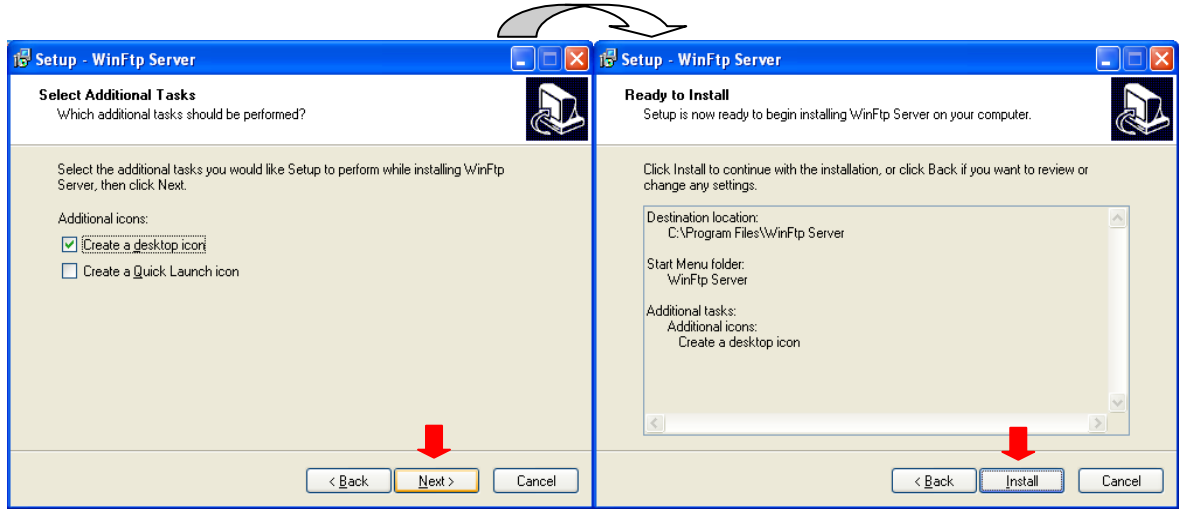 Setup - WinFtp Server
Select Additional Tasks
Which additional tasks should be performed?
Select the additional tasks you would like Setup to perform while installing WinFtp
Server, then click Next.
Additional icons:
Create a desktop icon
Create a Quick Launch icon
< Back
Next >
Cancel
Setup - WinFtp Server
Ready to Install
Setup is now ready to begin installing WinFtp Server on your computer.
Click Install to continue with the installation, or click Back if you want to review or
change any settings.
Destination location:
C:\Program Files\WinFtp Server
Start Menu folder:
WinFtp Server
Additional tasks:
Additional icons:
Create a desktop icon
< Back
Install
Cancel